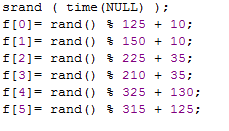 srand ( time(NULL) );
f[0]= rand() % 125 + 10;
f[1]= rand() % 150 + 10;
f[2]= rand() % 225 + 35;
f[3]= rand() % 210 + 35;
f[4]= rand() % 325 + 130;
f[5]= rand() % 315 + 125;